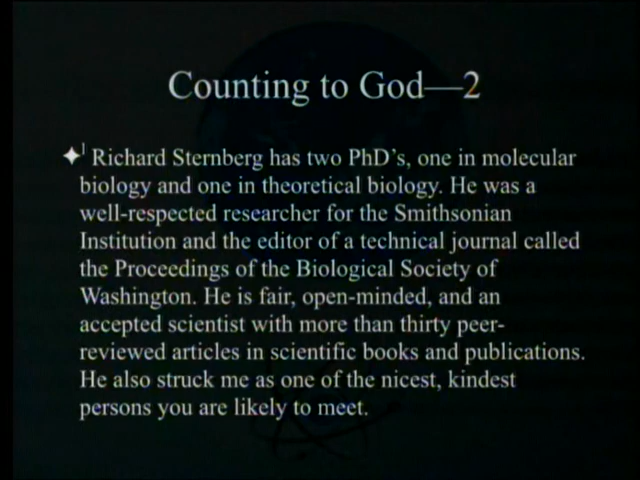 Counting to God—2
Richard Sternberg has two PhD's, one in molecular
biology and one in theoretical biology. He was a
well-respected researcher for the Smithsonian
Institution and the editor of a technical journal called
the Proceedings of the Biological Society of
Washington. He is fair, open-minded, and an
accepted scientist with more than thirty peer-
reviewed articles in scientific books and publications.
He also struck me as one of the nicest, kindest
persons you are likely to meet.